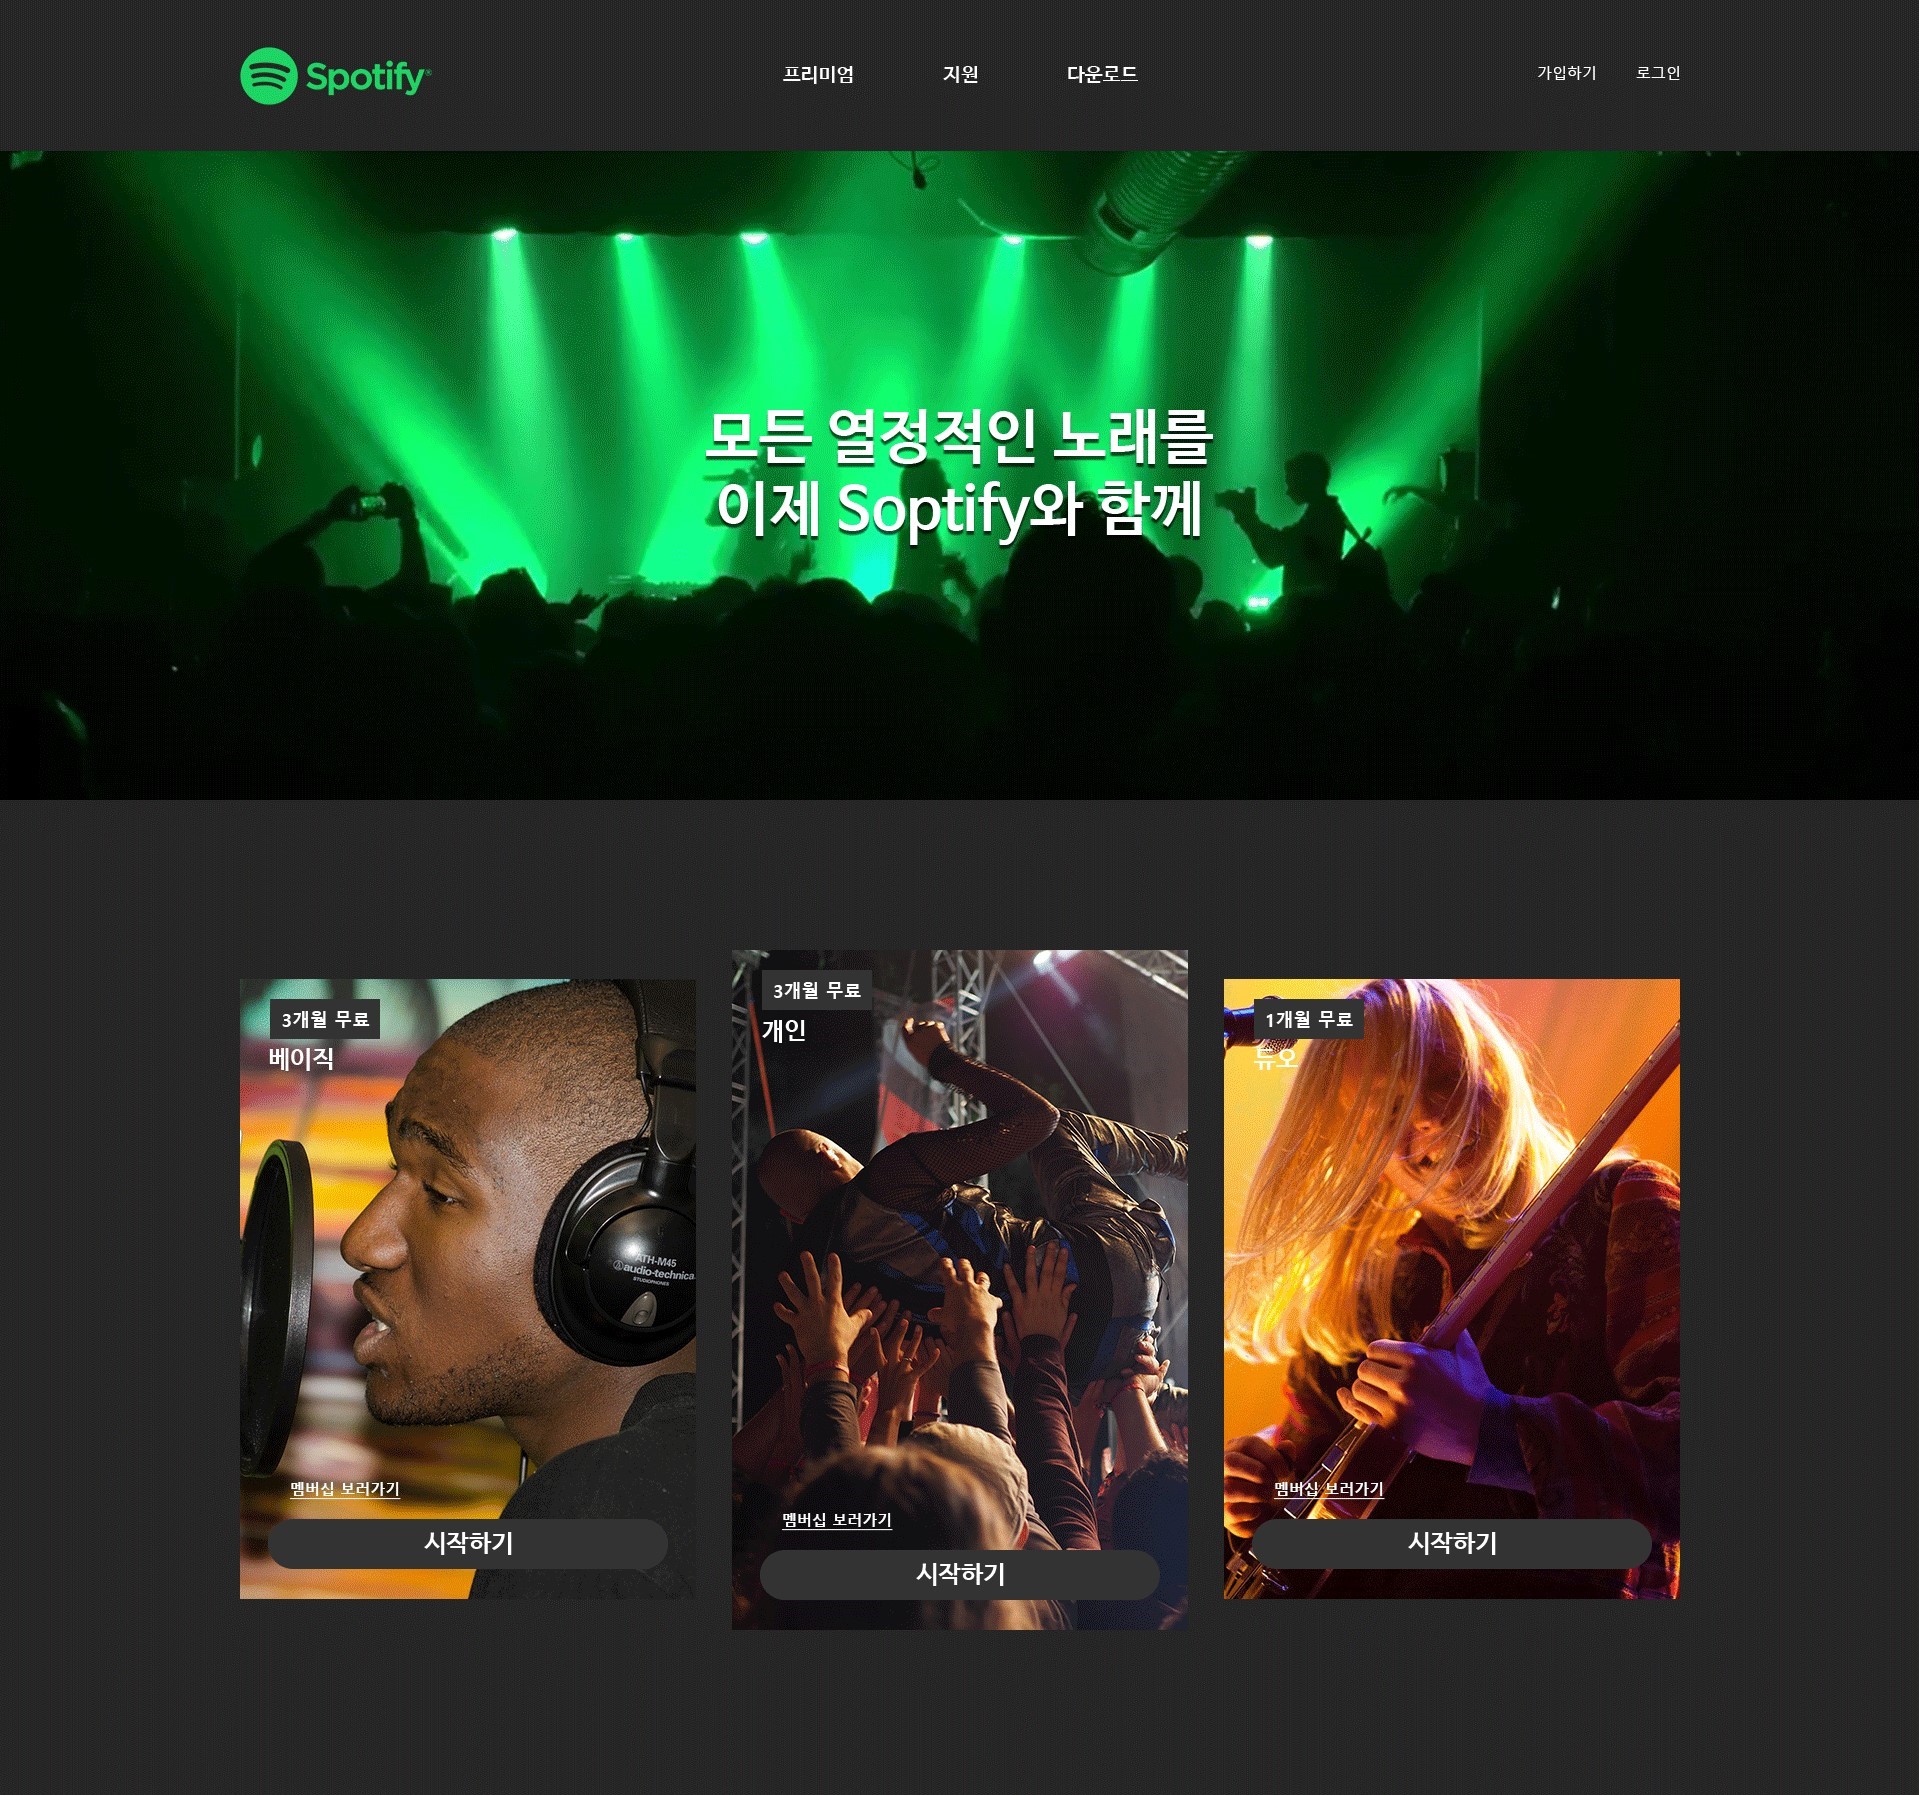 Spotify®
프리미엄 지원 다운로드
가입하기 로그인
모든 열정적인 노래를
이제 Soptify와 함께
3개월 무료
베이직
ATH-M45
audio-technica
STUDIOPHONES
멤버십 보러가기
시작하기
3개월 무료
개인
멤버십 보러가기
시작하기
1개월 무료
듀오
멤버십 보러가기
시작하기